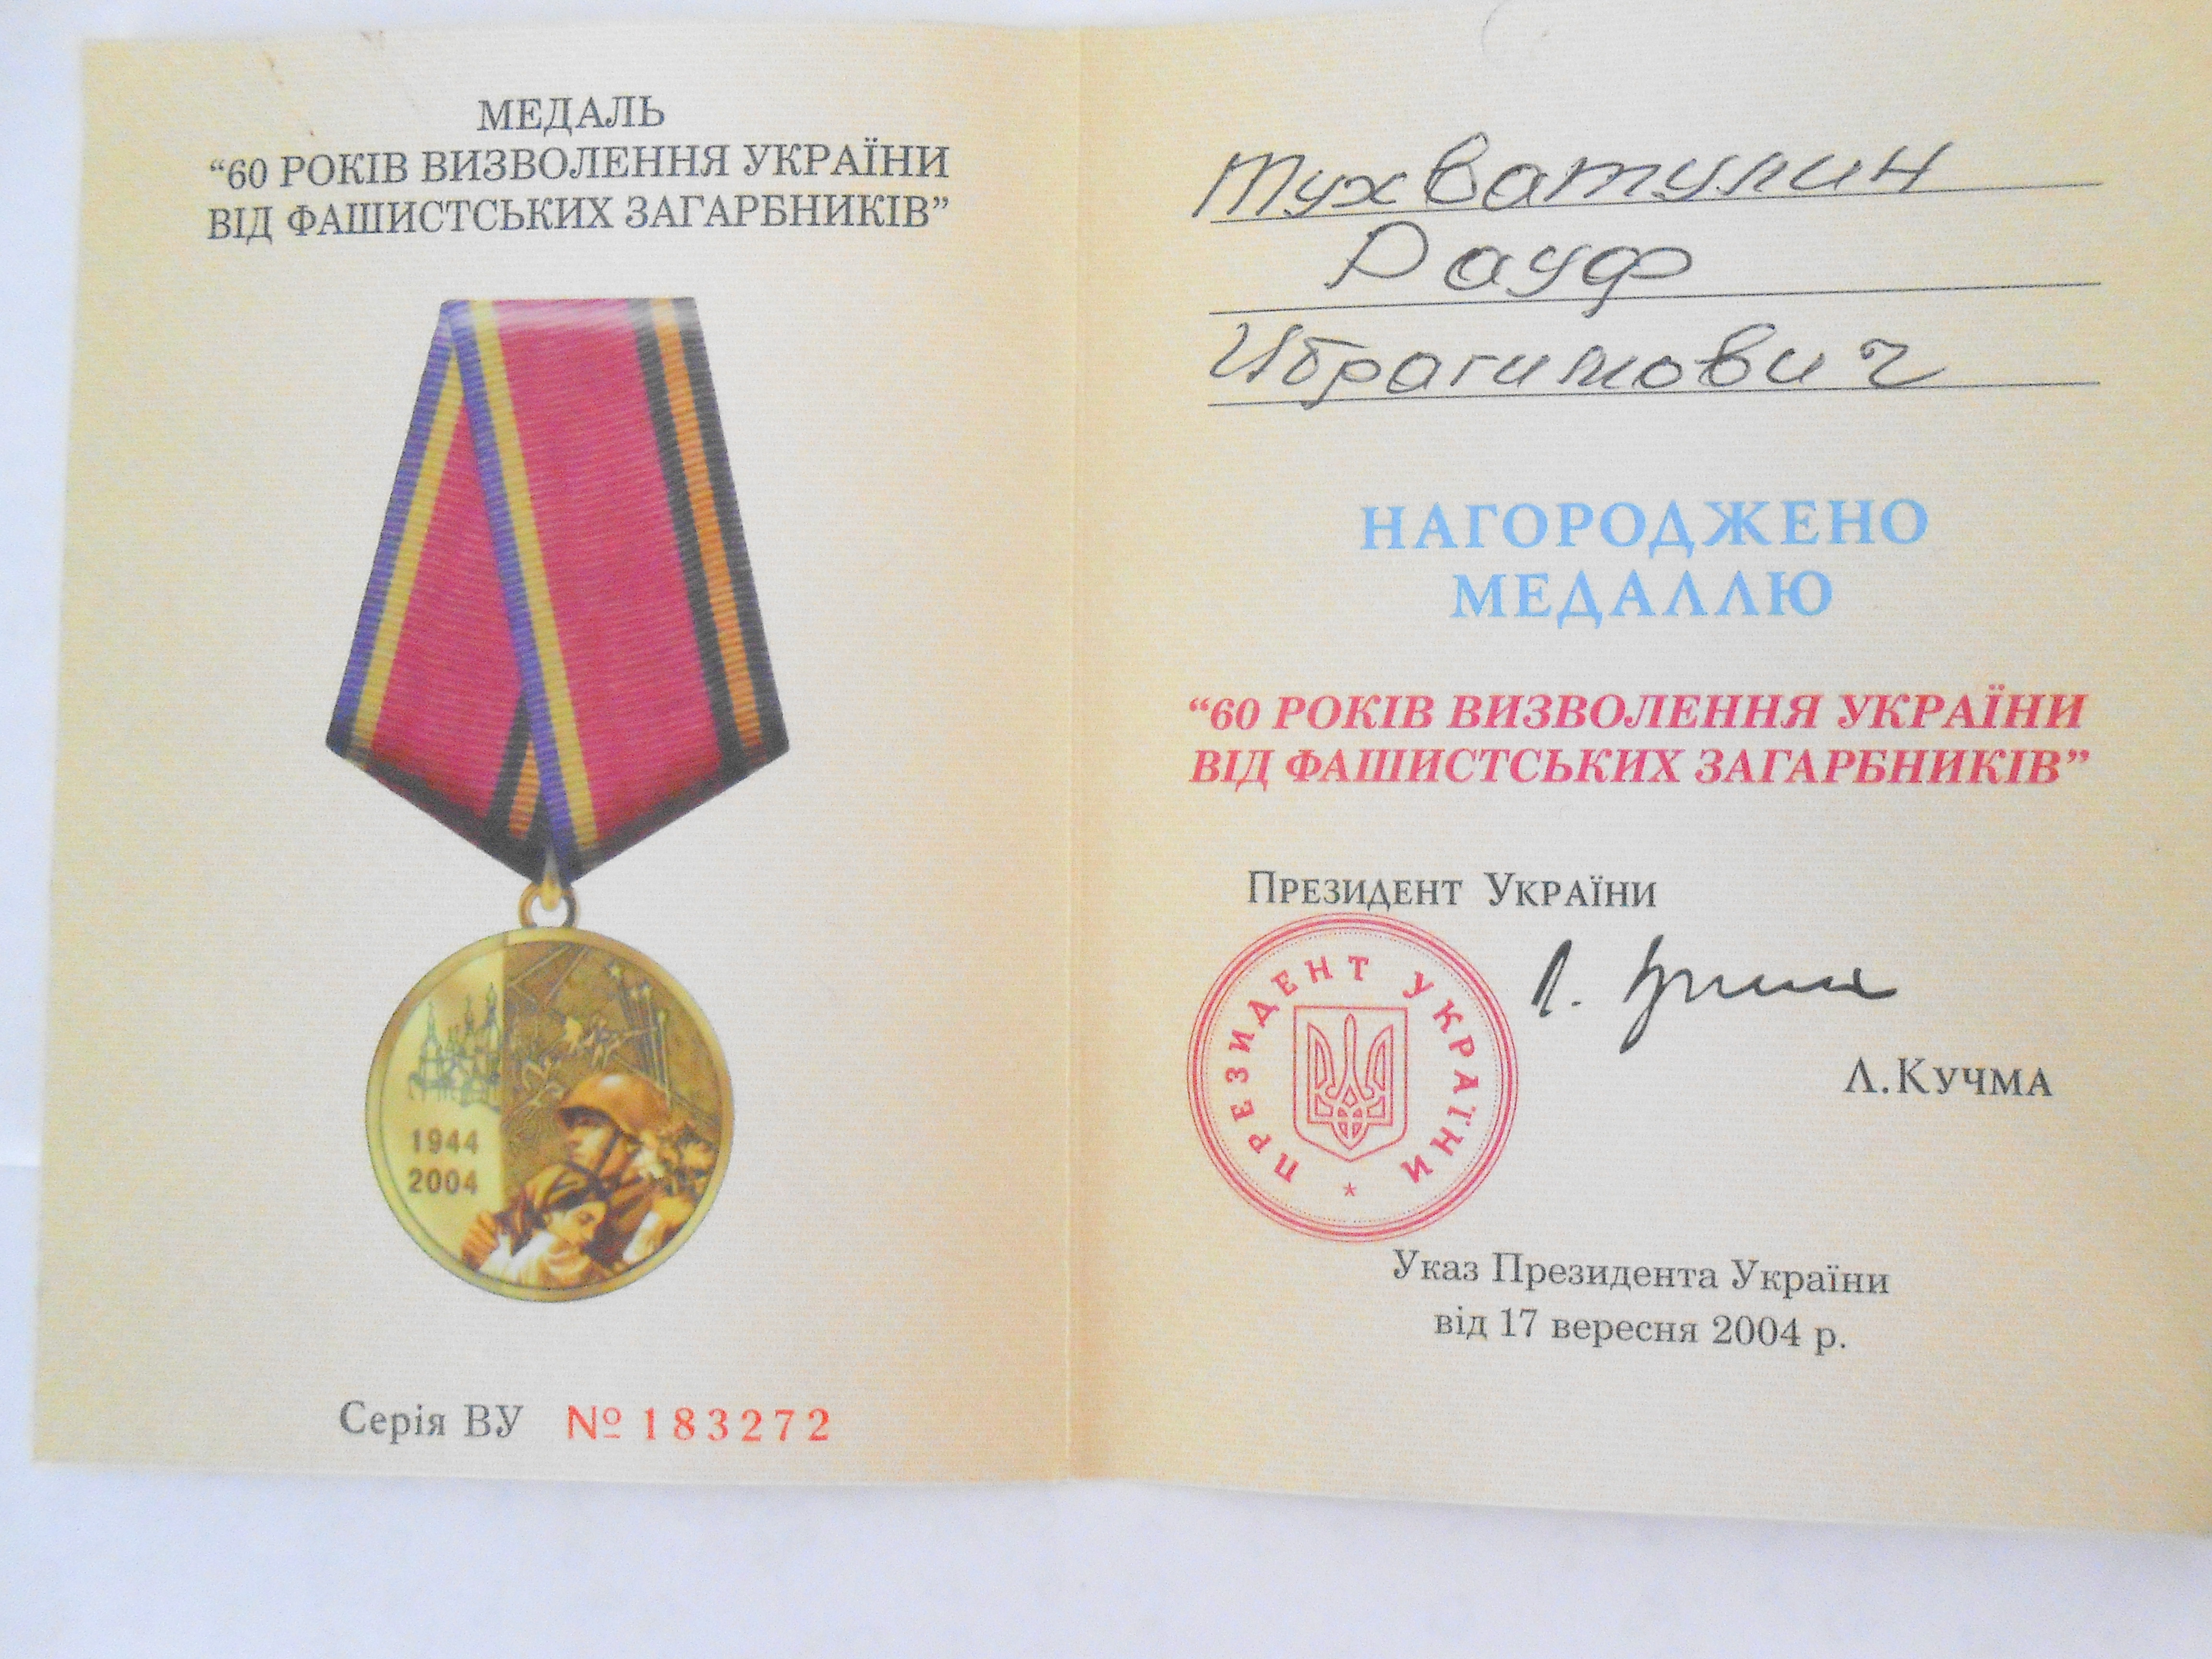 МЕДАЛЬ
“60 РОКІВ ВИЗВОЛЕННЯ УКРАЇНИ
ВІД ФАШИСТСЬКИХ ЗАГАРБНИКІВ”
1944
2004
Серія ВУ № 183272
Тухватулин
Рауф
Ибрагимович
НАГОРОДЖЕНО
МЕДАЛЛЮ
“60 РОКІВ ВИЗВОЛЕННЯ УКРАЇНИ
ВІД ФАШИСТСЬКИХ ЗАГАРБНИКІВ”
ПРЕЗИДЕНТ УКРАЇНИ
ПРЕЗИДЕНТ УКРАЇНИ *
Л.КУЧМА
Указ Президента України
від 17 вересня 2004 р.